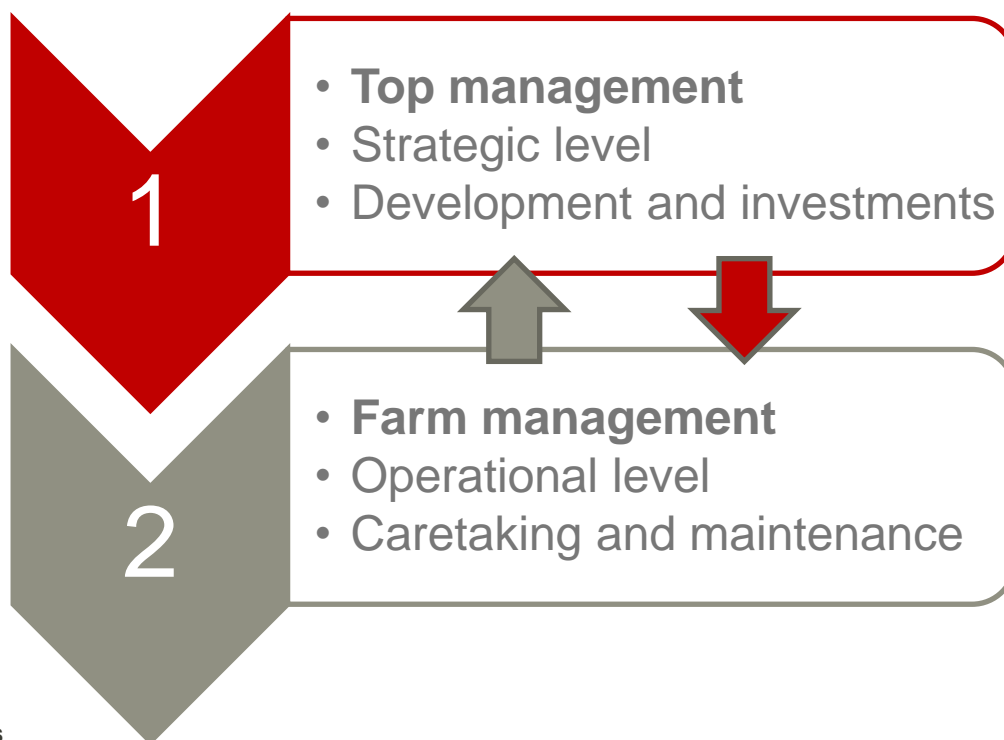 1
• Top management
• Strategic level
• Development and investments
2
• Farm management
• Operational level
• Caretaking and maintenance